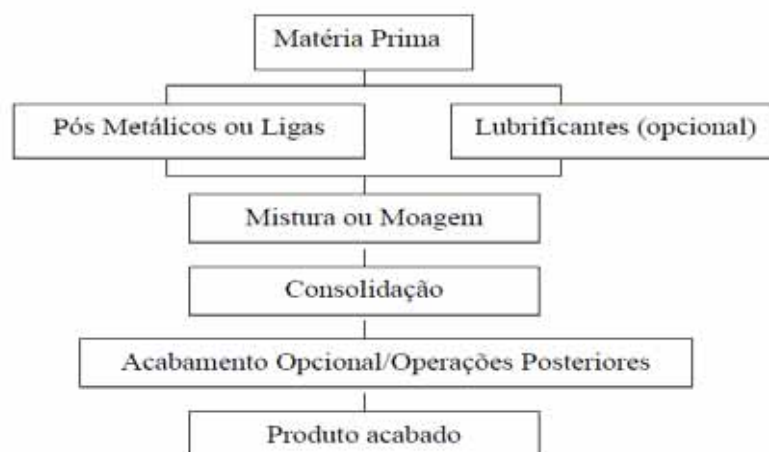 Matéria Prima
Pós Metálicos ou Ligas
Lubrificantes (opcional)
Mistura ou Moagem
Consolidação
Acabamento Opcional/Operações Posteriores
Produto acabado